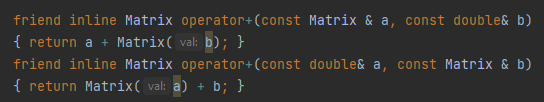 friend inline Matrix operator+(const Matrix & a, const double& b)
{ return a + Matrix( val: b); }
friend inline Matrix operator+(const double& a, const Matrix & b)
{ return Matrix( val: a) + b; }